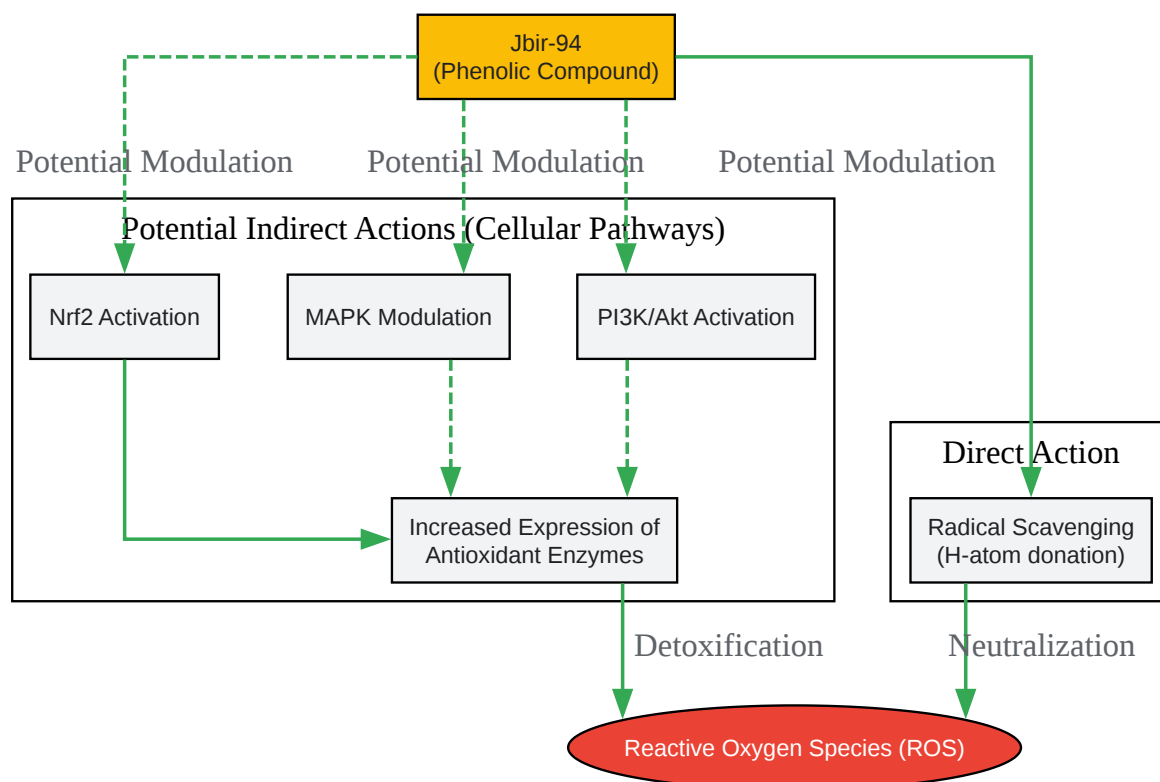 Jbir-94
(Phenolic Compound)
Potential Modulation
Potential Modulation
Potential Modulation
Potential Indirect Actions (Cellular Pathways)
Nrf2 Activation
MAPK Modulation
PI3K/Akt Activation
Direct Action
Increased Expression of
Antioxidant Enzymes
Radical Scavenging
(H-atom donation)
Detoxification
Neutralization
Reactive Oxygen Species (ROS)